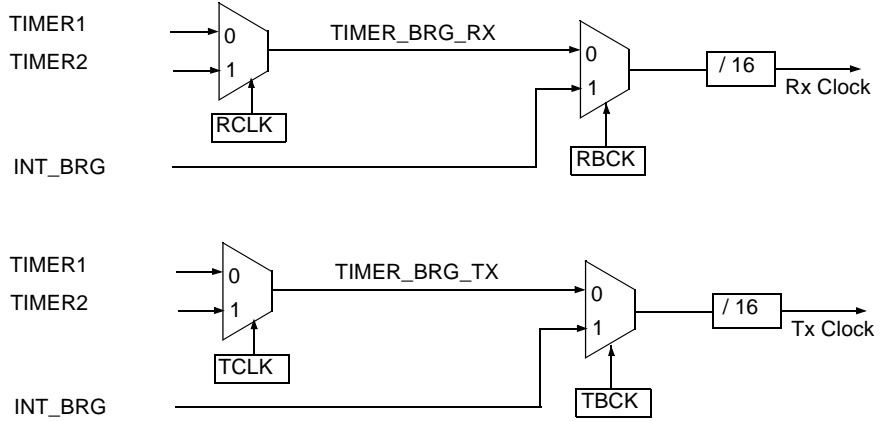 TIMER1
0
TIMER_BRG_RX
TIMER2
1
0
/ 16
1
Rx Clock
RCLK
INT_BRG
RBCK
TIMER1
0
TIMER_BRG_TX
TIMER2
1
0
/ 16
1
Tx Clock
TCLK
INT_BRG
TBCK